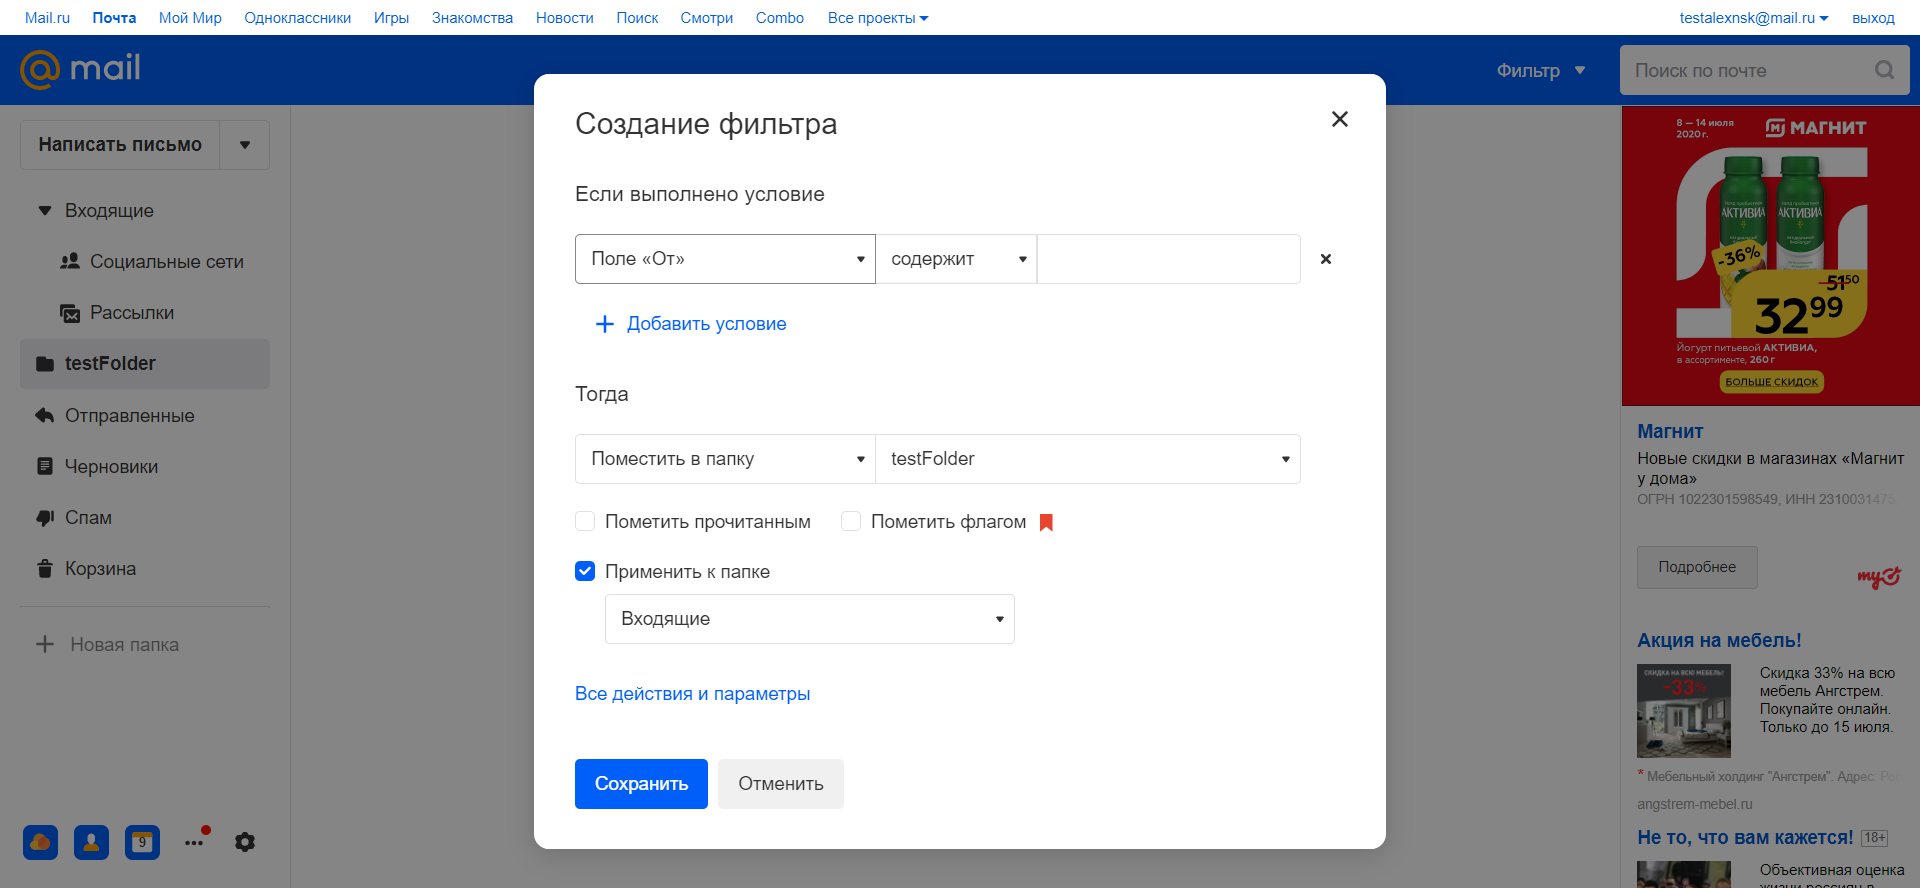 Mail.ru Почта Мой Мир Одноклассники Игры Знакомства Новости Поиск Смотри Combo Все проекты testalexnsk@mail.ru выход
mail
Фильтр
Поиск по почте
Написать письмо
Входящие
Социальные сети
Рассылки
testFolder
Отправленные
Черновики
Спам
Корзина
Новая папка
9
Создание фильтра
Если выполнено условие
Поле «От» содержит
Добавить условие
Тогда
Поместить в папку testFolder
Пометить прочитанным Пометить флагом
Применить к папке
Входящие
Все действия и параметры
Сохранить Отменить
8 — 14 июля
2020 г.
МАГНИТ
АКТИВИА АКТИВИА
-36%
51 50
32 99
Йогурт питьевой АКТИВИА,
в ассортименте, 260 г
БОЛЬШЕ СКИДОК
Магнит
Новые скидки в магазинах «Магнит
у дома»
ОГРН 1022301598549, ИНН 231003147
Подробнее
my
Акция на мебель!
СКИДКА НА ВСЮ МЕБЕЛЬ!
-33%
Скидка 33% на всю
мебель Ангстрем.
Покупайте онлайн.
Только до 15 июля.
* Мебельный холдинг "Ангстрем". Адрес: Рос
angstrem-mebel.ru
Не то, что вам кажется! 18+
Объективная оценка
жизни россиян в